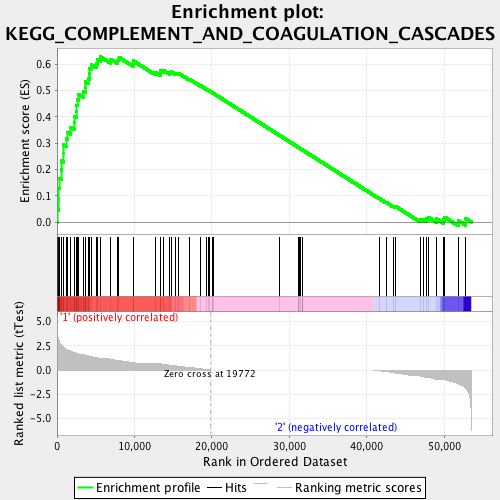 Enrichment plot:
KEGG_COMPLEMENT_AND_COAGULATION_CASCADES
Enrichment score (ES)
0.6
0.5
0.4
0.3
0.2
0.1
0.0
'1' (positively correlated)
Ranked list metric (tTest)
5.0
2.5
0.0
-2.5
-5.0
Zero cross at 19772
'2' (negatively correlated)
0
10,000
20,000
30,000
40,000
50,000
Rank in Ordered Dataset
Enrichment profile
Hits
Ranking metric scores